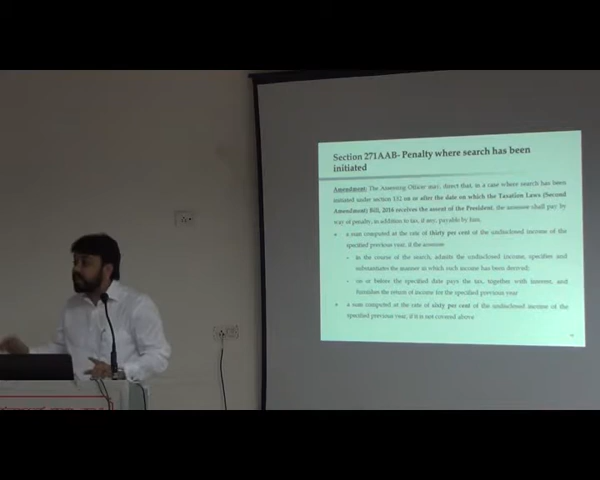 Section 271AAB- Penalty where search has been
initiated
Amendment: The Assessing Officer may, direct that, in a case where search has been
initiated under section 132 on or after the date on which the Taxation Laws (Second
Amendment) Bill, 2016 receives the assent of the President, the assessee shall pay by
way of penalty, in addition to tax, if any, payable by him,
a sum computed at the rate of thirty per cent of the undisclosed income of the
specified previous year, if the assessee
- in the course of the search, admits the undisclosed income, specifies and
substantiates the manner in which such income has been derived;
- on or before the specified date pays the tax, together with interest, and
furnishes the return of income for the specified previous year
a sum computed at the rate of sixty per cent of the undisclosed income of the
specified previous year, if it is not covered above